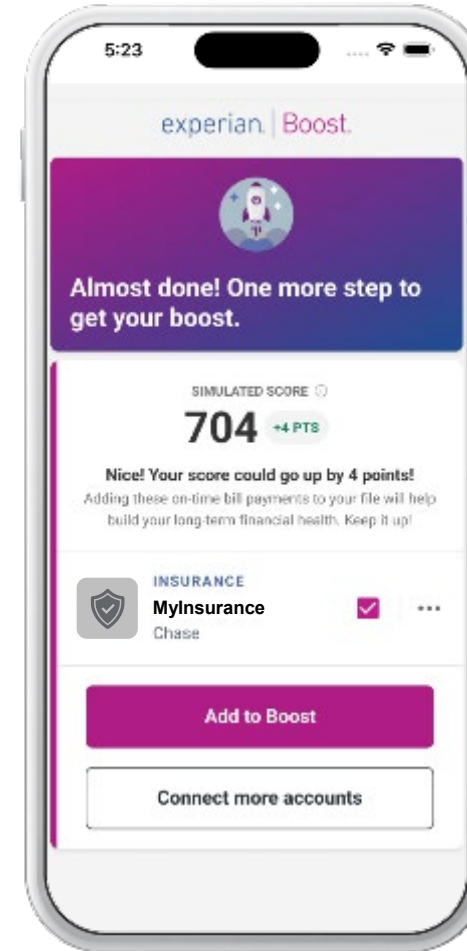 5:23
experian. | Boost.
Almost done! One more step to
get your boost.
SIMULATED SCORE ⓘ
704 +4 PTS
Nice! Your score could go up by 4 points!
Adding these on-time bill payments to your file will help
build your long-term financial health. Keep it up!
INSURANCE
MyInsurance
Chase
Add to Boost
Connect more accounts